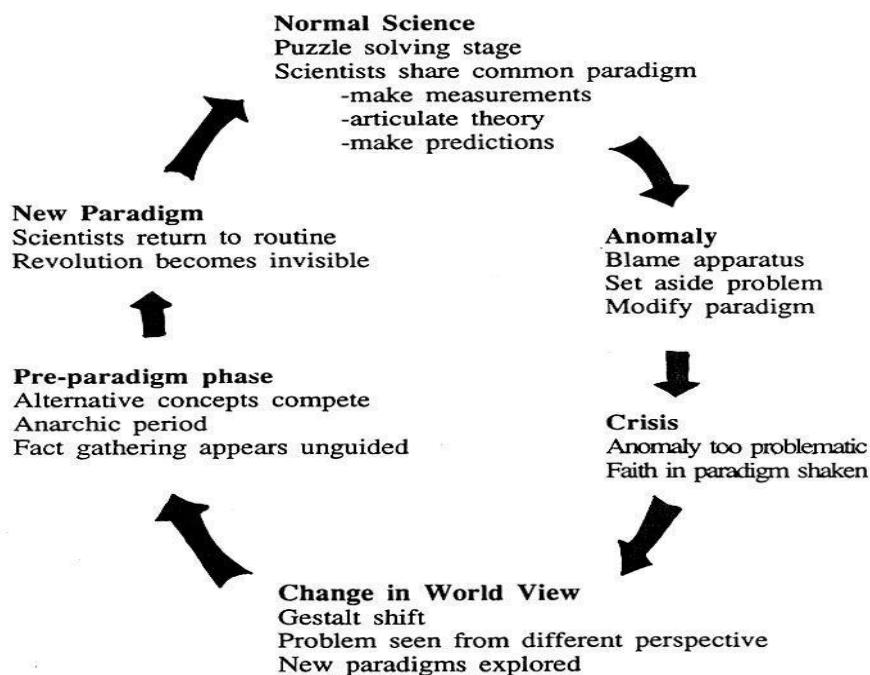 Normal Science
Puzzle solving stage
Scientists share common paradigm
-make measurements
-articulate theory
-make predictions
Anomaly
Blame apparatus
Set aside problem
Modify paradigm
Crisis
Anomaly too problematic
Faith in paradigm shaken
Change in World View
Gestalt shift
Problem seen from different perspective
New paradigms explored
Pre-paradigm phase
Alternative concepts compete
Anarchic period
Fact gathering appears unguided
New Paradigm
Scientists return to routine
Revolution becomes invisible